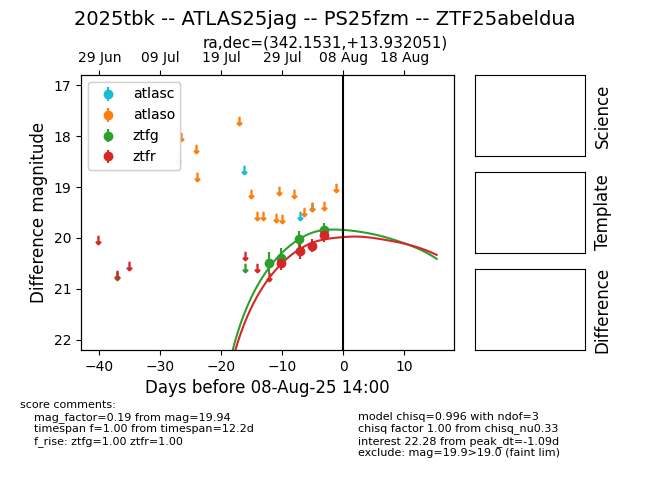 2025tbk -- ATLAS25jag -- PS25fzm -- ZTF25abeldua
ra,dec=(342.1531,+13.932051)
29 Jun 09 Jul 19 Jul 29 Jul 08 Aug 18 Aug
atlasc
atlaso
ztfg
ztfr
17
18
19
20
21
22
Difference magnitude
−40 −30 −20 −10 0 10
Days before 08-Aug-25 14:00
Science
Template
Difference
score comments:
mag_factor=0.19 from mag=19.94
timespan f=1.00 from timespan=12.2d
f_rise: ztfg=1.00 ztfr=1.00
model chisq=0.996 with ndof=3
chisq factor 1.00 from chisq_nu0.33
interest 22.28 from peak_dt=-1.09d
exclude: mag=19.9>19.0 (faint lim)